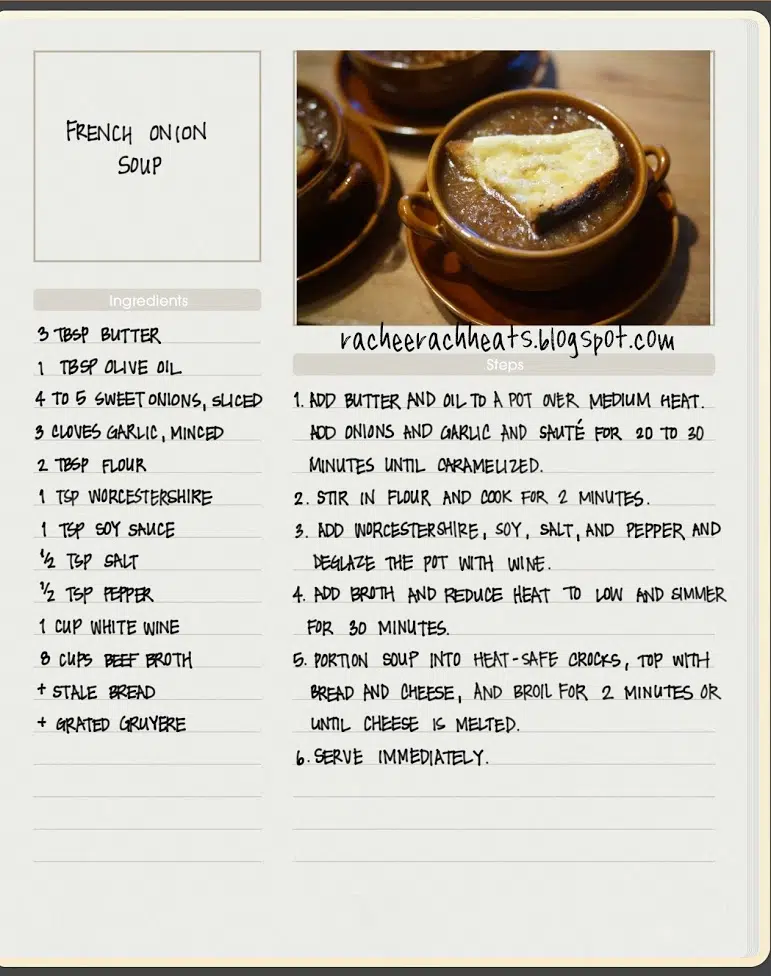 FRENCH ONION
SOUP
racheerachheats.blogspot.com
Ingredients
3 TBSP BUTTER
1 TBSP OLIVE OIL
4 TO 5 SWEET ONIONS, SLICED
3 CLOVES GARLIC, MINCED
2 TBSP FLOUR
1 TSP WORCESTERSHIRE
1 TSP SOY SAUCE
½ TSP SALT
½ TSP PEPPER
1 CUP WHITE WINE
8 CUPS BEEF BROTH
+ STALE BREAD
+ GRATED GRUYERE
Steps
1. ADD BUTTER AND OIL TO A POT OVER MEDIUM HEAT.
ADD ONIONS AND GARLIC AND SAUTÉ FOR 20 TO 30
MINUTES UNTIL CARAMELIZED.
2. STIR IN FLOUR AND COOK FOR 2 MINUTES.
3. ADD WORCESTERSHIRE, SOY, SALT, AND PEPPER AND
DEGLAZE THE POT WITH WINE.
4. ADD BROTH AND REDUCE HEAT TO LOW AND SIMMER
FOR 30 MINUTES.
5. PORTION SOUP INTO HEAT-SAFE CROCKS, TOP WITH
BREAD AND CHEESE, AND BROIL FOR 2 MINUTES OR
UNTIL CHEESE IS MELTED.
6. SERVE IMMEDIATELY.